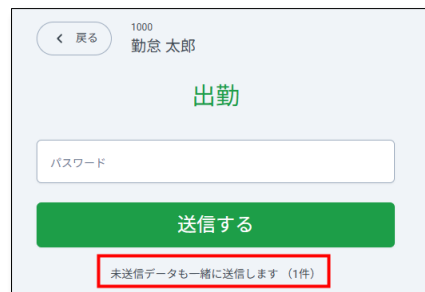 戻る
1000
勤怠 太郎
出勤
パスワード
送信する
未送信データも一緒に送信します （1件）